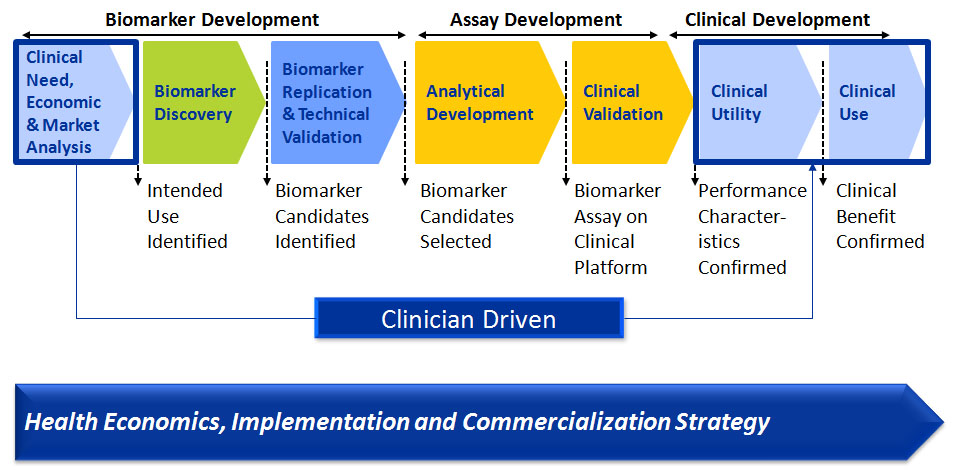 Biomarker Development
Assay Development
Clinical Development
Clinical
Need,
Economic
& Market
Analysis
Biomarker
Discovery
Biomarker
Replication
& Technical
Validation
Analytical
Development
Clinical
Validation
Clinical
Utility
Clinical
Use
Intended
Use
Identified
Biomarker
Candidates
Identified
Biomarker
Candidates
Selected
Biomarker
Assay on
Clinical
Platform
Performance
Character-
istics
Confirmed
Clinical
Benefit
Confirmed
Clinician Driven
Health Economics, Implementation and Commercialization Strategy